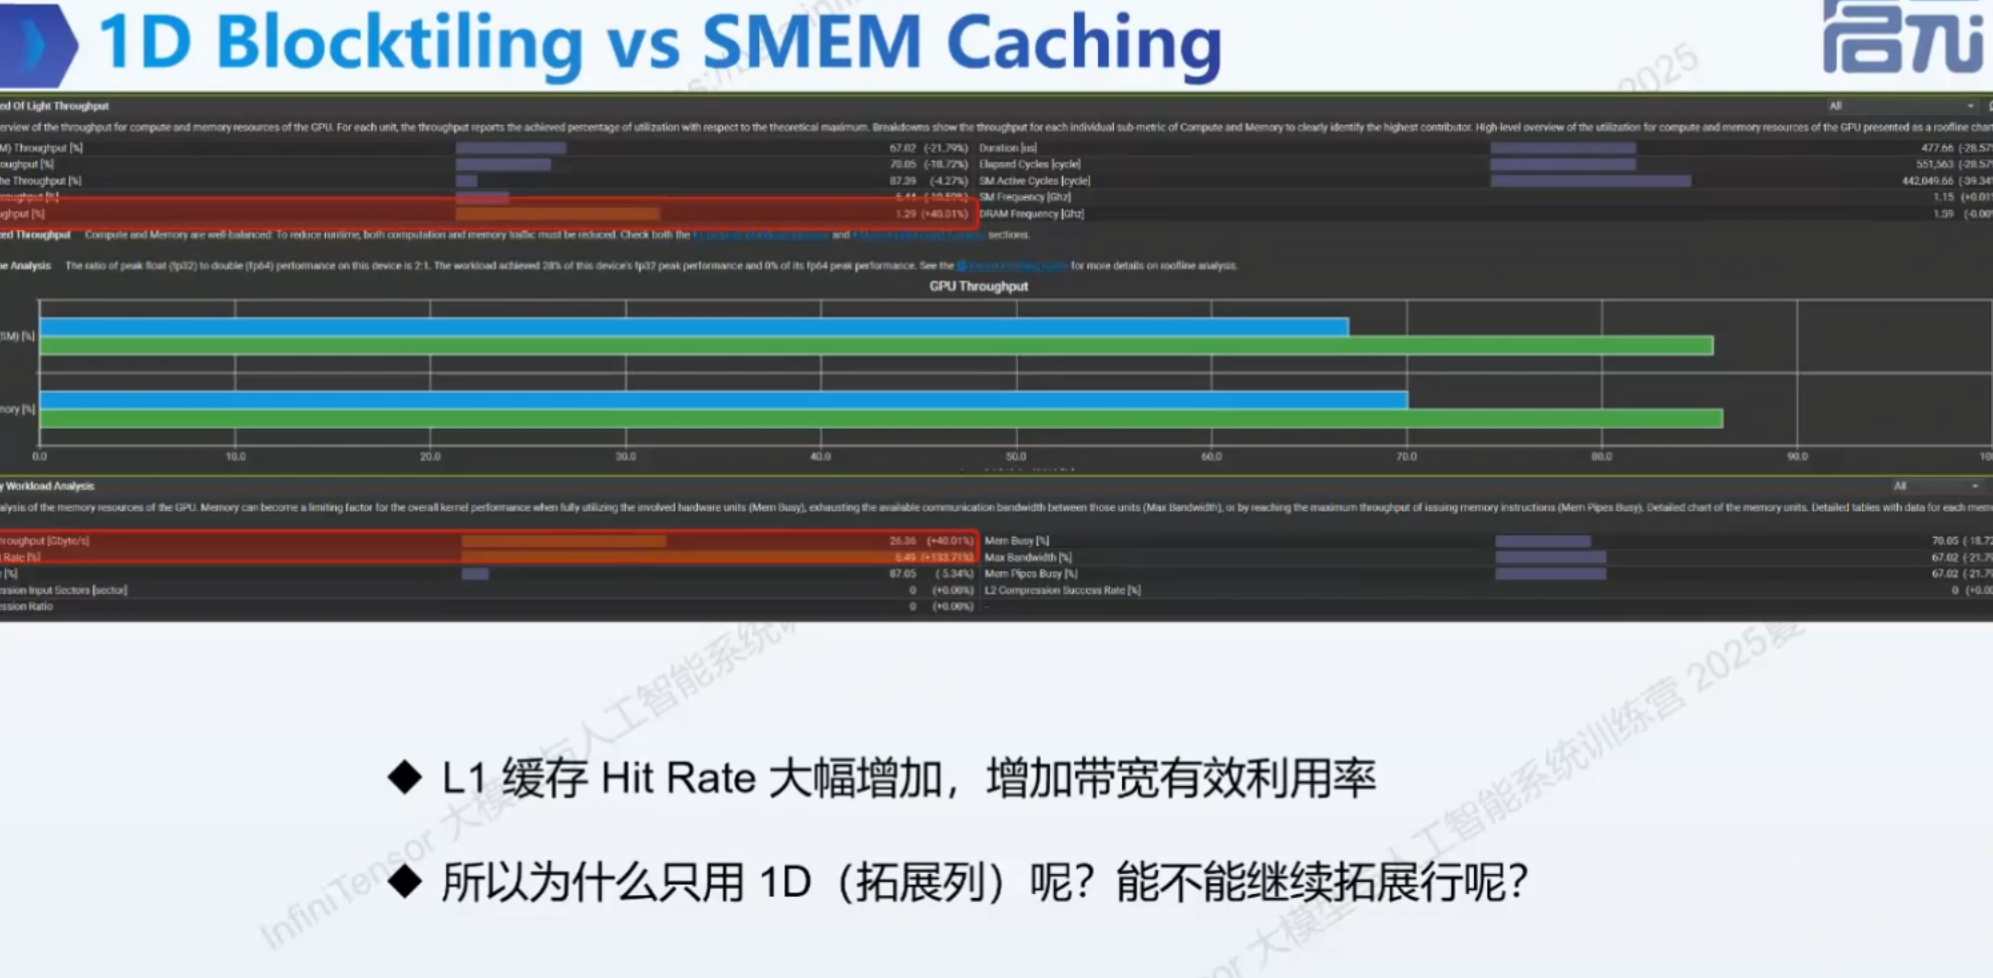 1D Blocktiling vs SMEM Caching
启元
ed Of Light Throughput
All
erview of the throughput for compute and memory resources of the GPU. For each unit, the throughput reports the achieved percentage of utilization with respect to the theoretical maximum. Breakdowns show the throughput for each individual sub-metric of Compute and Memory to clearly identify the highest contributor. High-level overview of the utilization for compute and memory resources of the GPU presented as a roofline char
M) Throughput [%] 67.02 (-21.79%) Duration [us] 477.66 (-28.57
oughput [%] 70.05 (-18.72%) Elapsed Cycles [cycle] 551,563 (-28.57
he Throughput [%] 87.39 (-4.27%) SM Active Cycles [cycle] 442,049.66 (-39.34
SM Frequency [Ghz] 1.15 (+0.01
ghput [%] 1.29 (+40.01%) DRAM Frequency [Ghz] 1.59 (-0.00
ed Throughput Compute and Memory are well-balanced: To reduce runtime, both computation and memory traffic must be reduced. Check both the and sections.
e Analysis The ratio of peak float (fp32) to double (fp64) performance on this device is 2:1. The workload achieved 28% of this device's fp32 peak performance and 0% of its fp64 peak performance. See the for more details on roofline analysis.
GPU Throughput
SM) [%]
mory [%]
0.0 10.0 20.0 30.0 40.0 50.0 60.0 70.0 80.0 90.0 10
y Workload Analysis
All
alysis of the memory resources of the GPU. Memory can become a limiting factor for the overall kernel performance when fully utilizing the involved hardware units (Mem Busy), exhausting the available communication bandwidth between those units (Max Bandwidth), or by reaching the maximum throughput of issuing memory instructions (Mem Pipes Busy). Detailed chart of the memory units. Detailed tables with data for each mem
roughput [Gbyte/s] 26.36 (+40.01%) Mem Busy [%] 70.05 (-18.72
t Rate [%] 6.49 (+333.71%) Max Bandwidth [%] 67.02 (-21.7
[%] 87.05 (-5.34%) Mem Pipes Busy [%] 67.02 (-21.7
ssion Input Sectors [sector] 0 (+0.00%) L2 Compression Success Rate [%] 0 (+0.0
ssion Ratio 0 (+0.00%) -
◆ L1 缓存 Hit Rate 大幅增加，增加带宽有效利用率
◆ 所以为什么只用 1D（拓展列）呢？能不能继续拓展行呢？
InfiniTensor 大模型与人工智能系统训
大模型与人工智能系统训练营 2025夏
2025